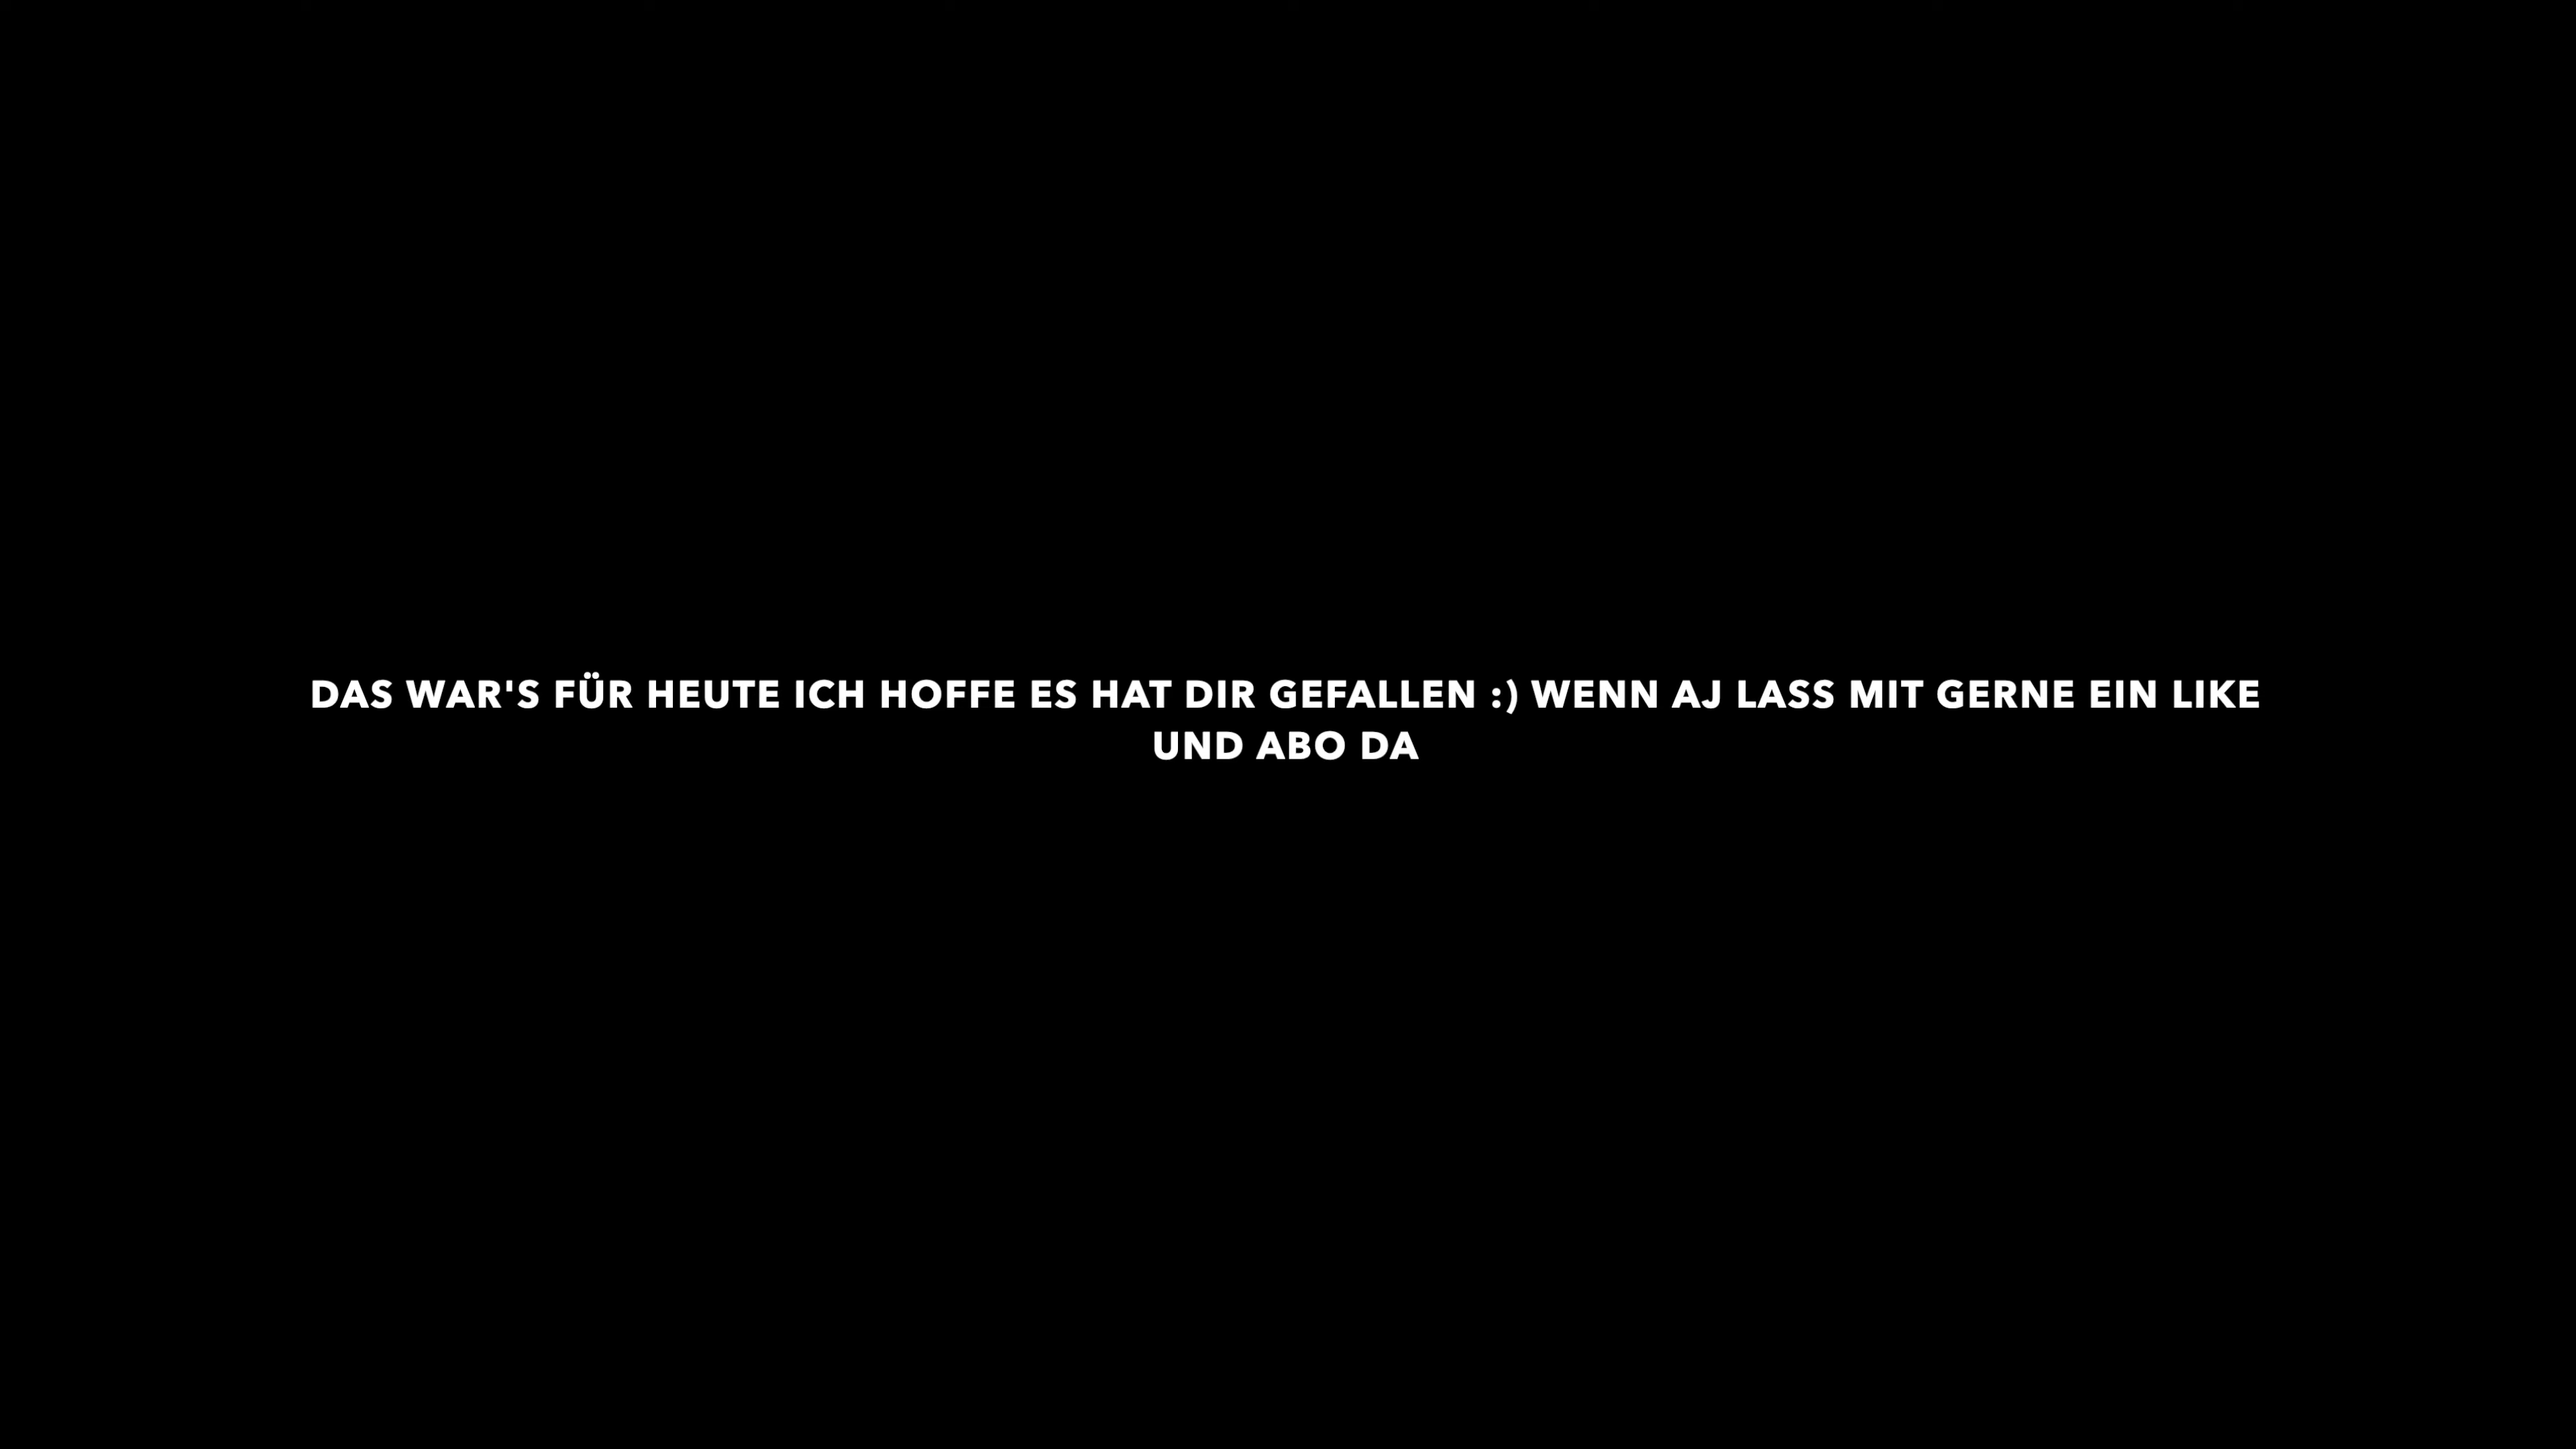 DAS WAR'S FÜR HEUTE ICH HOFFE ES HAT DIR GEFALLEN :) WENN AJ LASS MIT GERNE EIN LIKE
UND ABO DA